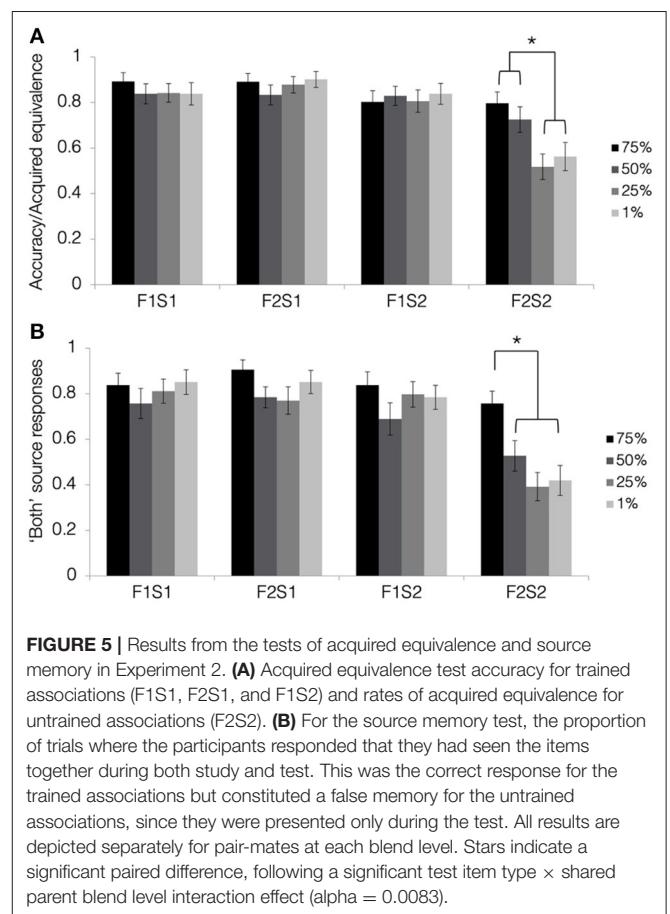 A
*
1
0.8
0.6
0.4
0.2
0
Accuracy/Acquired equivalence
75%
50%
25%
1%
F1S1 F2S1 F1S2 F2S2
B
*
1
0.8
0.6
0.4
0.2
0
'Both' source responses
75%
50%
25%
1%
F1S1 F2S1 F1S2 F2S2
FIGURE 5 | Results from the tests of acquired equivalence and source
memory in Experiment 2. (A) Acquired equivalence test accuracy for trained
associations (F1S1, F2S1, and F1S2) and rates of acquired equivalence for
untrained associations (F2S2). (B) For the source memory test, the proportion
of trials where the participants responded that they had seen the items
together during both study and test. This was the correct response for the
trained associations but constituted a false memory for the untrained
associations, since they were presented only during the test. All results are
depicted separately for pair-mates at each blend level. Stars indicate a
significant paired difference, following a significant test item type × shared
parent blend level interaction effect (alpha = 0.0083).